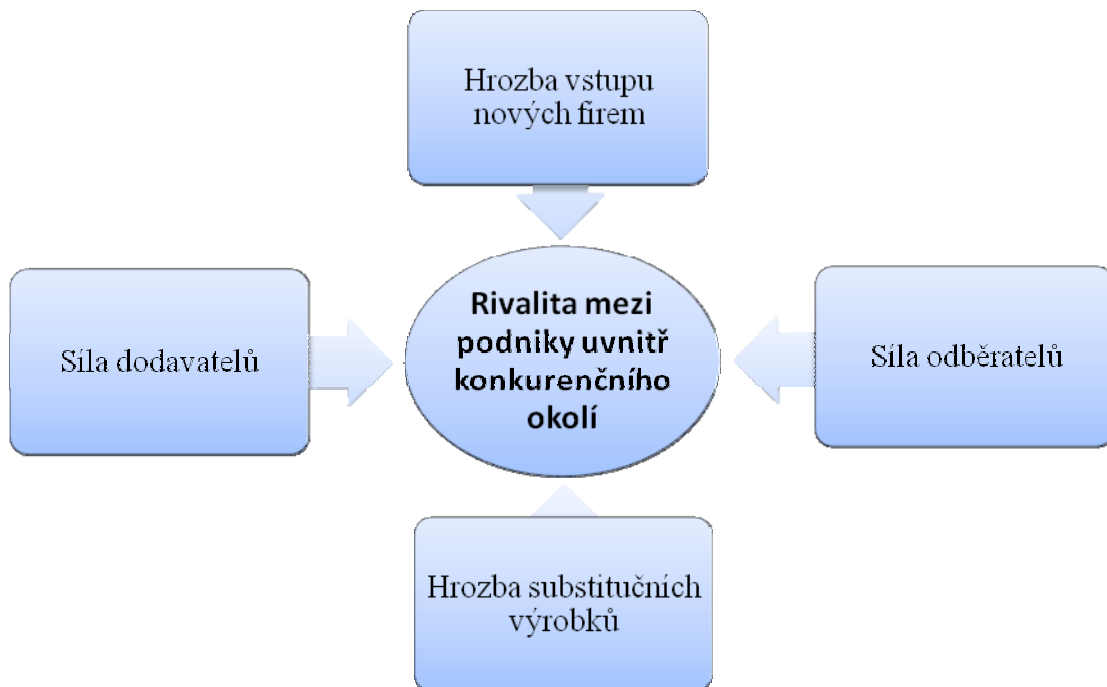 Hrozba vstupu
nových firem
Síla dodavatelů
Rivalita mezi
podniky uvnitř
konkurenčního
okolí
Síla odběratelů
Hrozba substitučních
výrobků